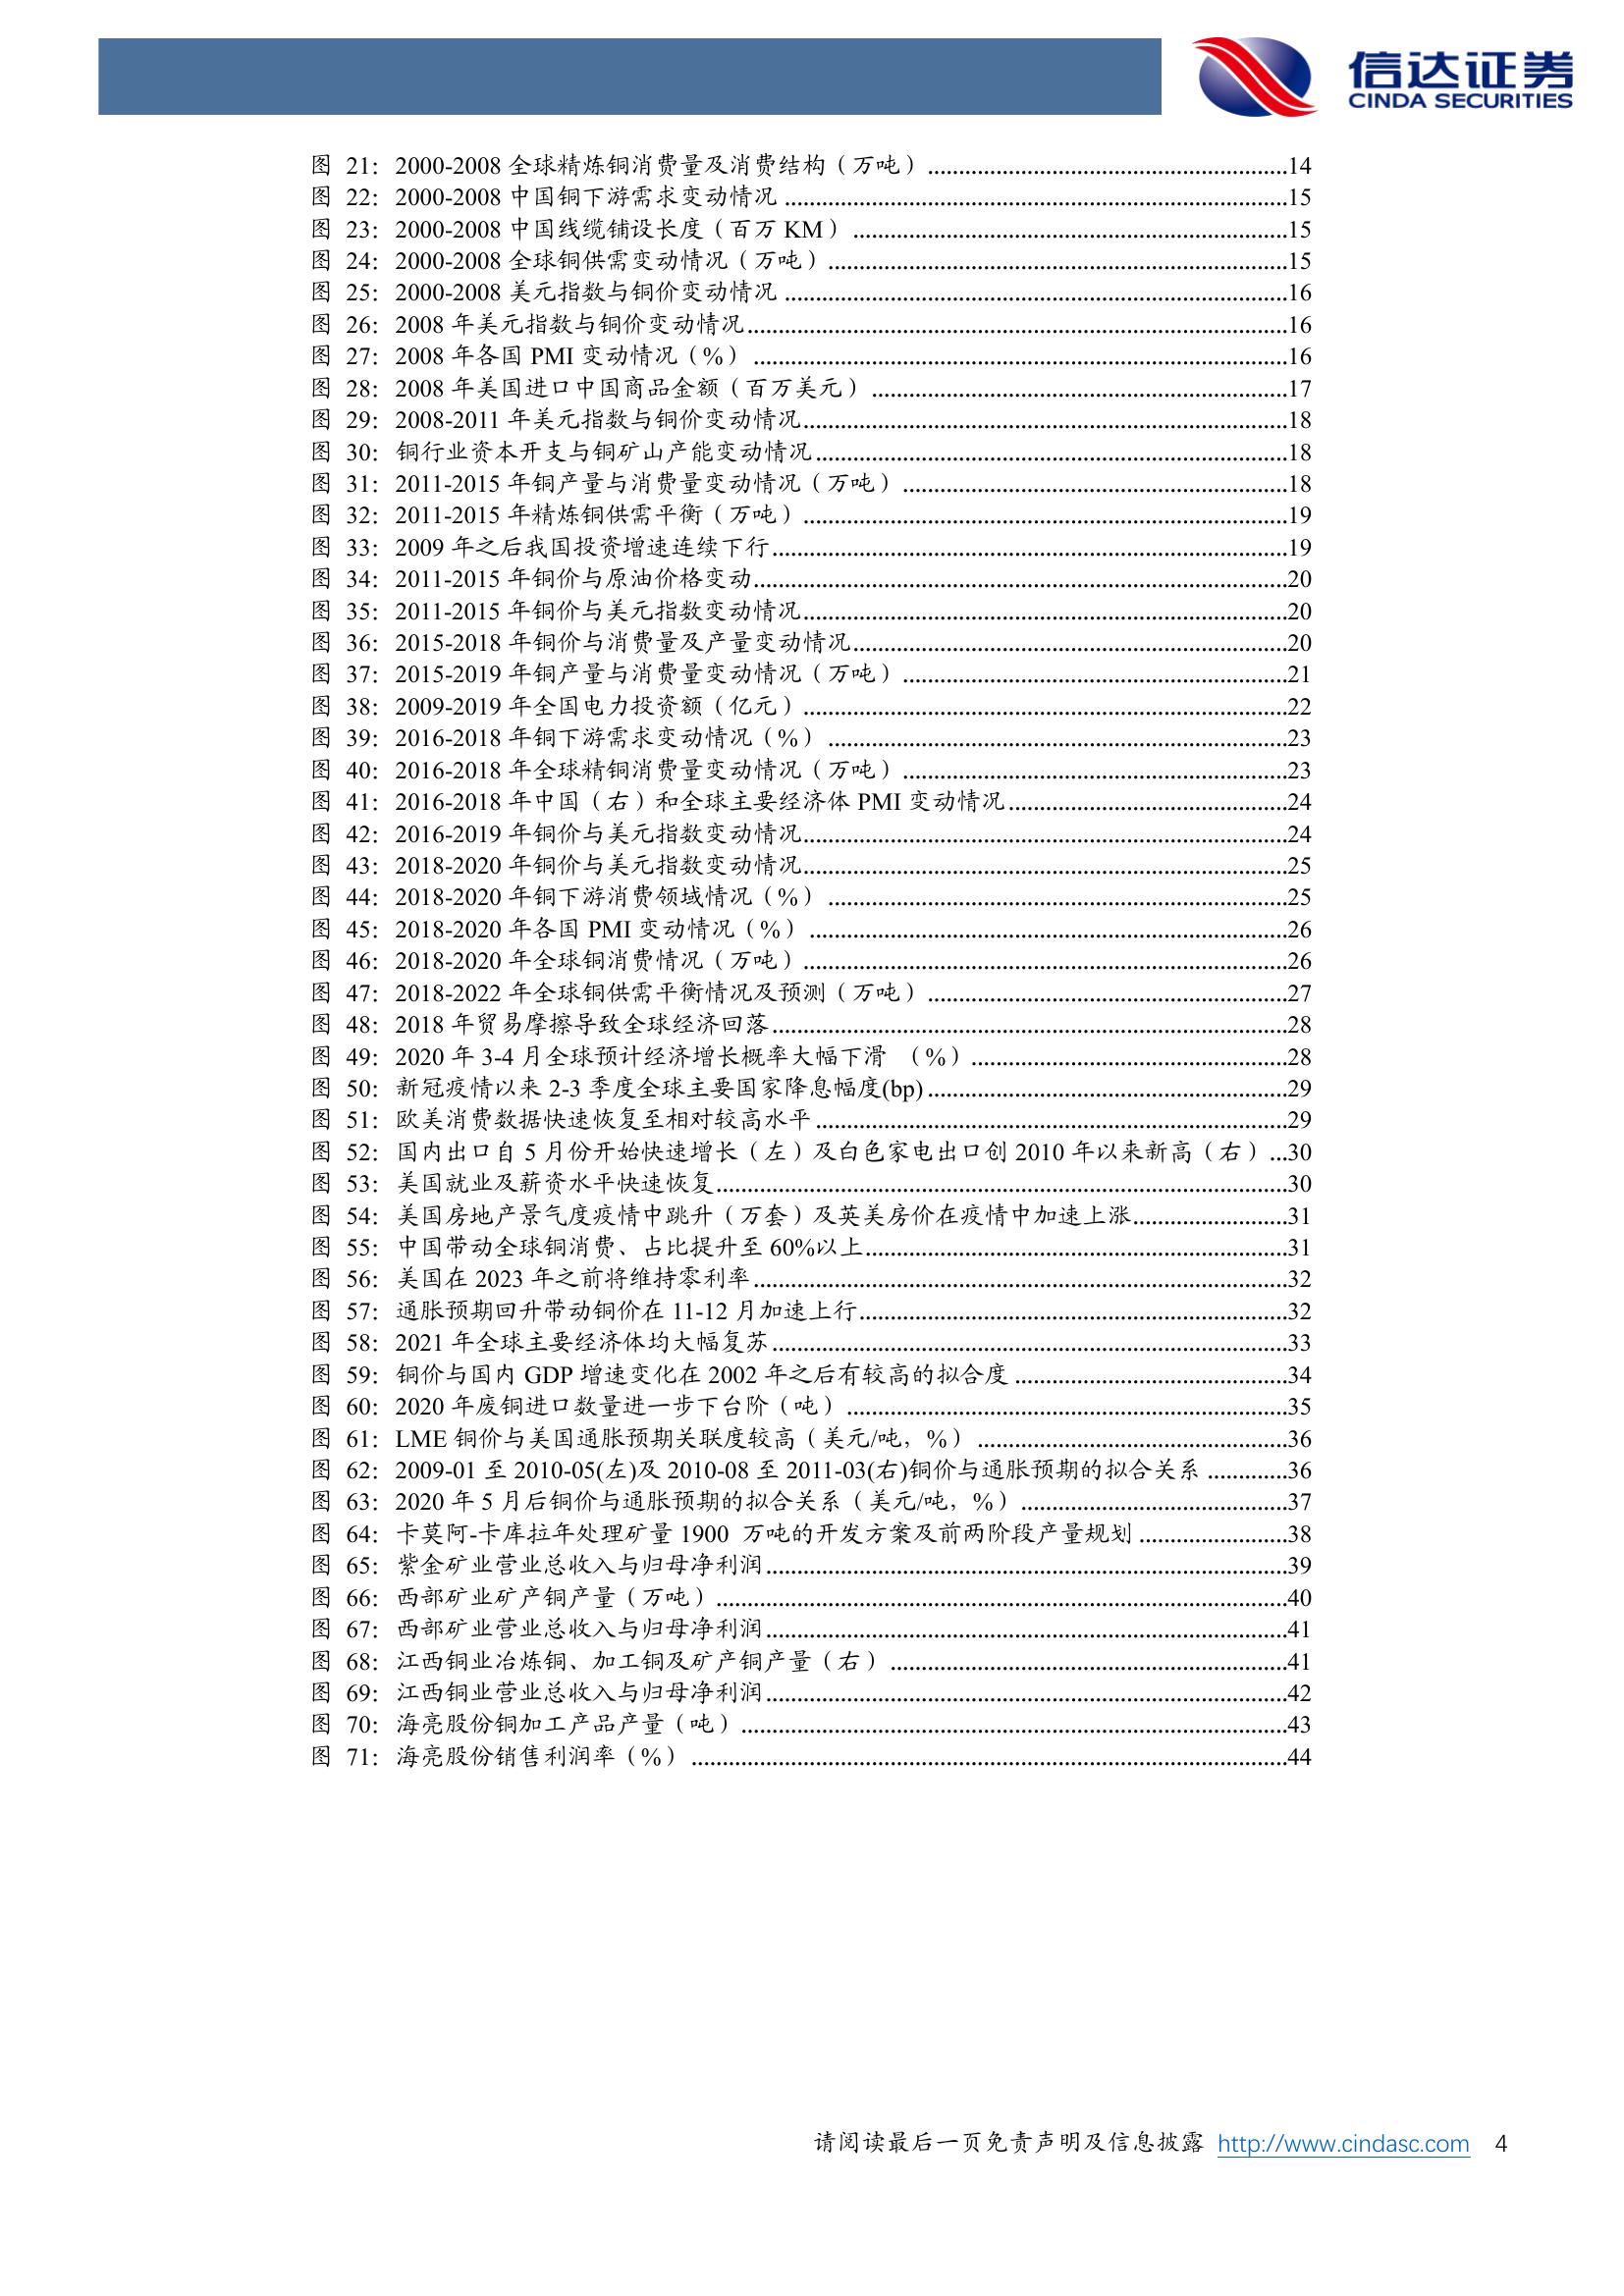 信达证券
CINDA SECURITIES
图 21：2000-2008 全球精炼铜消费量及消费结构（万吨）....................14
图 22：2000-2008 中国铜下游需求变动情况....................15
图 23：2000-2008 中国线缆铺设长度（百万 KM）....................15
图 24：2000-2008 全球铜供需变动情况（万吨）....................15
图 25：2000-2008 美元指数与铜价变动情况....................16
图 26：2008 年美元指数与铜价变动情况....................16
图 27：2008 年各国 PMI 变动情况（%）....................16
图 28：2008 年美国进口中国商品金额（百万美元）....................17
图 29：2008-2011 年美元指数与铜价变动情况....................18
图 30：铜行业资本开支与铜矿山产能变动情况....................18
图 31：2011-2015 年铜产量与消费量变动情况（万吨）....................18
图 32：2011-2015 年精炼铜供需平衡（万吨）....................19
图 33：2009 年之后我国投资增速连续下行....................19
图 34：2011-2015 年铜价与原油价格变动....................20
图 35：2011-2015 年铜价与美元指数变动情况....................20
图 36：2015-2018 年铜价与消费量及产量变动情况....................20
图 37：2015-2019 年铜产量与消费量变动情况（万吨）....................21
图 38：2009-2019 年全国电力投资额（亿元）....................22
图 39：2016-2018 年铜下游需求变动情况（%）....................23
图 40：2016-2018 年全球精铜消费量变动情况（万吨）....................23
图 41：2016-2018 年中国（右）和全球主要经济体 PMI 变动情况....................24
图 42：2016-2019 年铜价与美元指数变动情况....................24
图 43：2018-2020 年铜价与美元指数变动情况....................25
图 44：2018-2020 年铜下游消费领域情况（%）....................25
图 45：2018-2020 年各国 PMI 变动情况（%）....................26
图 46：2018-2020 年全球铜消费情况（万吨）....................26
图 47：2018-2022 年全球铜供需平衡情况及预测（万吨）....................27
图 48：2018 年贸易摩擦导致全球经济回落....................28
图 49：2020 年 3-4 月全球预计经济增长概率大幅下滑 （%）....................28
图 50：新冠疫情以来 2-3 季度全球主要国家降息幅度(bp)....................29
图 51：欧美消费数据快速恢复至相对较高水平....................29
图 52：国内出口自 5 月份开始快速增长（左）及白色家电出口创 2010 年以来新高（右）...30
图 53：美国就业及薪资水平快速恢复....................30
图 54：美国房地产景气度疫情中跳升（万套）及英美房价在疫情中加速上涨....................31
图 55：中国带动全球铜消费、占比提升至 60%以上....................31
图 56：美国在 2023 年之前将维持零利率....................32
图 57：通胀预期回升带动铜价在 11-12 月加速上行....................32
图 58：2021 年全球主要经济体均大幅复苏....................33
图 59：铜价与国内 GDP 增速变化在 2002 年之后有较高的拟合度....................34
图 60：2020 年废铜进口数量进一步下台阶（吨）....................35
图 61：LME 铜价与美国通胀预期关联度较高（美元/吨，%）....................36
图 62：2009-01 至 2010-05(左)及 2010-08 至 2011-03(右)铜价与通胀预期的拟合关系....................36
图 63：2020 年 5 月后铜价与通胀预期的拟合关系（美元/吨，%）....................37
图 64：卡莫阿-卡库拉年处理矿量 1900 万吨的开发方案及前两阶段产量规划....................38
图 65：紫金矿业营业总收入与归母净利润....................39
图 66：西部矿业矿产铜产量（万吨）....................40
图 67：西部矿业营业总收入与归母净利润....................41
图 68：江西铜业冶炼铜、加工铜及矿产铜产量（右）....................41
图 69：江西铜业营业总收入与归母净利润....................42
图 70：海亮股份铜加工产品产量（吨）....................43
图 71：海亮股份销售利润率（%）....................44
请阅读最后一页免责声明及信息披露 http://www.cindasc.com 4